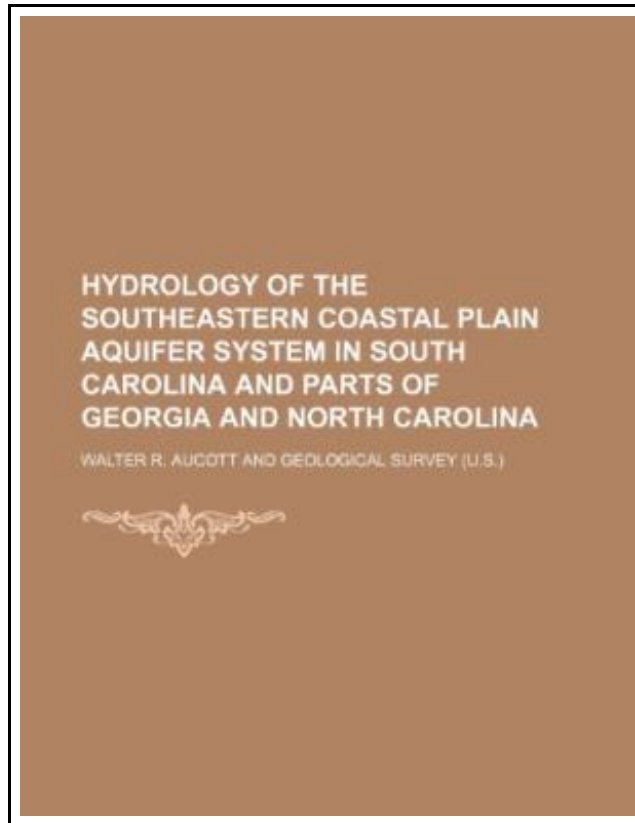 HYDROLOGY OF THE
SOUTHEASTERN COASTAL PLAIN
AQUIFER SYSTEM IN SOUTH
CAROLINA AND PARTS OF
GEORGIA AND NORTH CAROLINA
WALTER R. AUCOTT AND GEOLOGICAL SURVEY (U.S.)